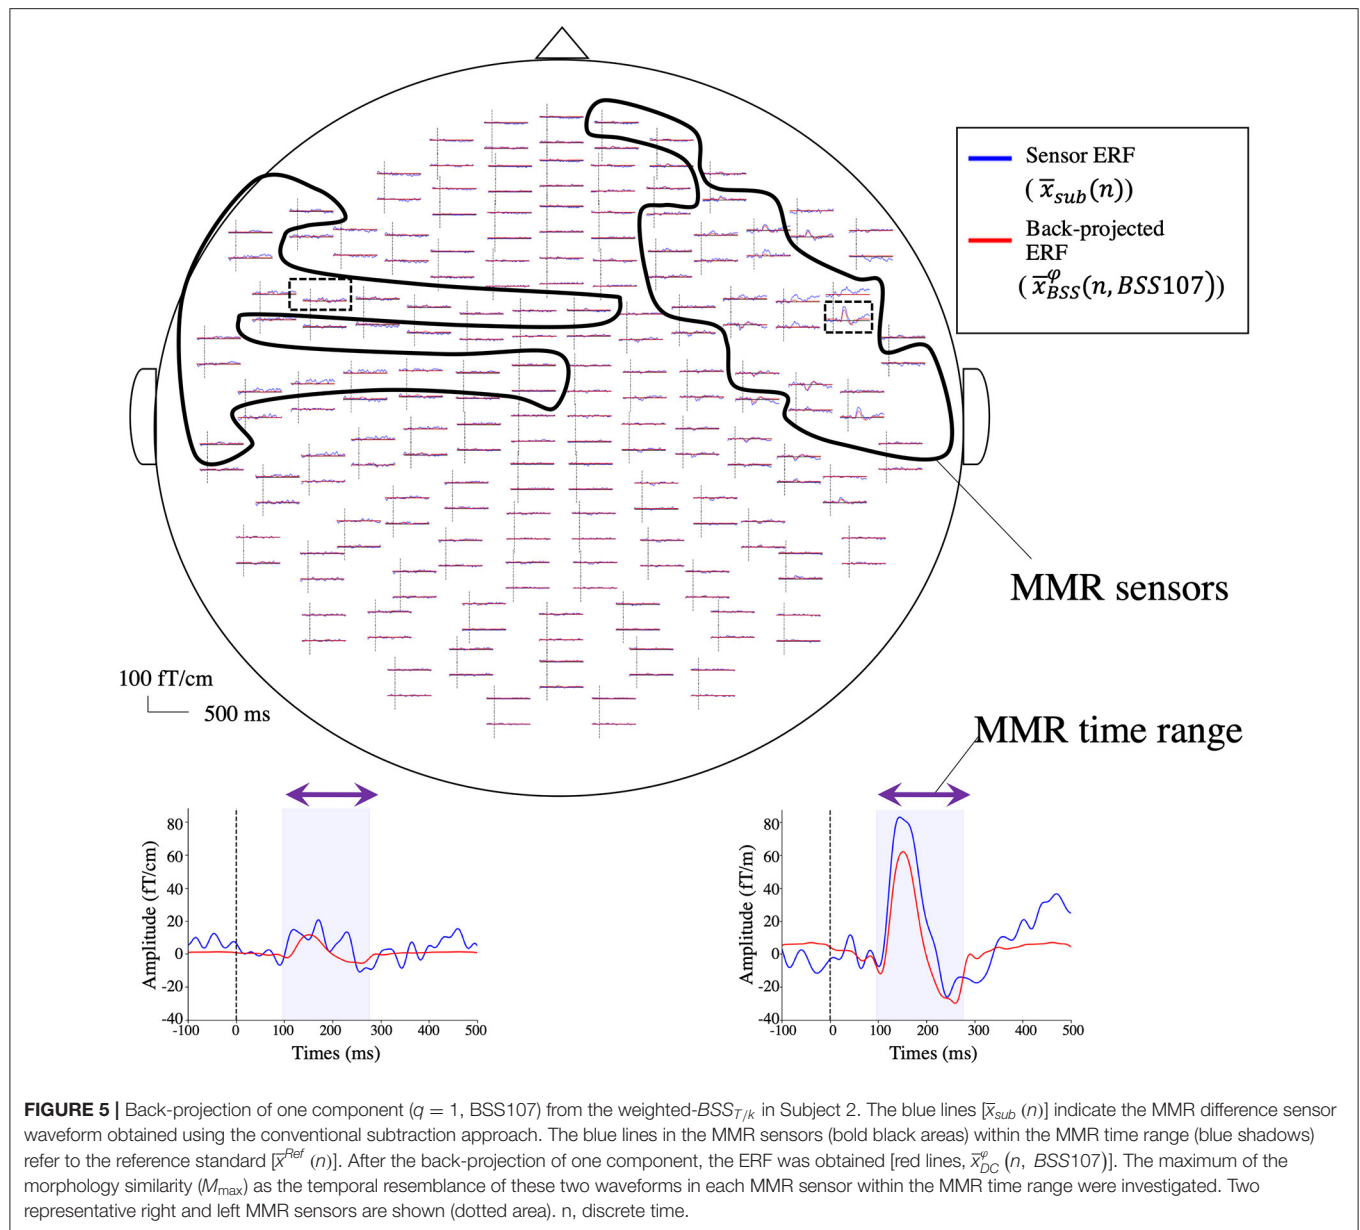 Sensor ERF
( x̅sub(n))
Back-projected
ERF
( x̅φBSS(n, BSS107))
MMR sensors
100 fT/cm
500 ms
MMR time range
80
60
40
20
0
-20
-40
Amplitude (fT/cm)
-100 0 100 200 300 400 500
Times (ms)
80
60
40
20
0
-20
-40
Amplitude (fT/m)
-100 0 100 200 300 400 500
Times (ms)
FIGURE 5 | Back-projection of one component (q = 1, BSS107) from the weighted-BSST/k in Subject 2. The blue lines [x̅sub (n)] indicate the MMR difference sensor
waveform obtained using the conventional subtraction approach. The blue lines in the MMR sensors (bold black areas) within the MMR time range (blue shadows)
refer to the reference standard [x̅Ref (n)]. After the back-projection of one component, the ERF was obtained [red lines, x̅φDC (n, BSS107)]. The maximum of the
morphology similarity (Mmax) as the temporal resemblance of these two waveforms in each MMR sensor within the MMR time range were investigated. Two
representative right and left MMR sensors are shown (dotted area). n, discrete time.